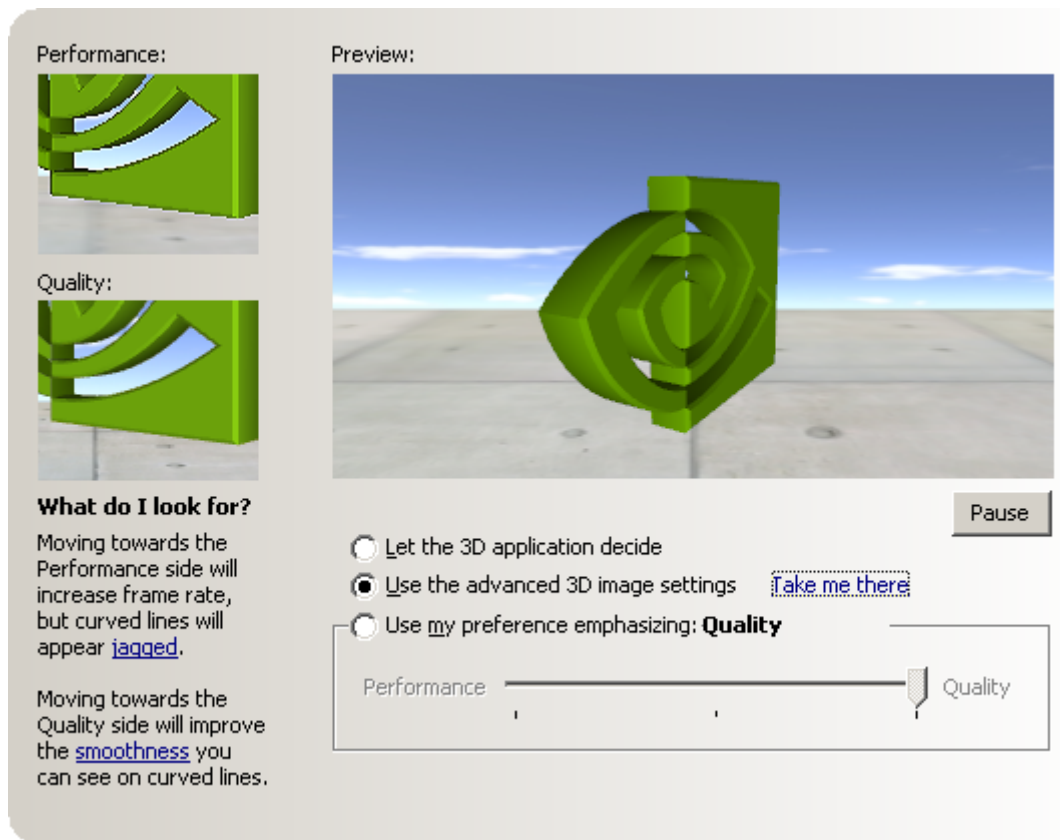 Performance:
Quality:
What do I look for?
Moving towards the
Performance side will
increase frame rate,
but curved lines will
appear jagged.
Moving towards the
Quality side will improve
the smoothness you
can see on curved lines.
Preview:
Pause
Let the 3D application decide
Use the advanced 3D image settings Take me there
Use my preference emphasizing: Quality
Performance Quality